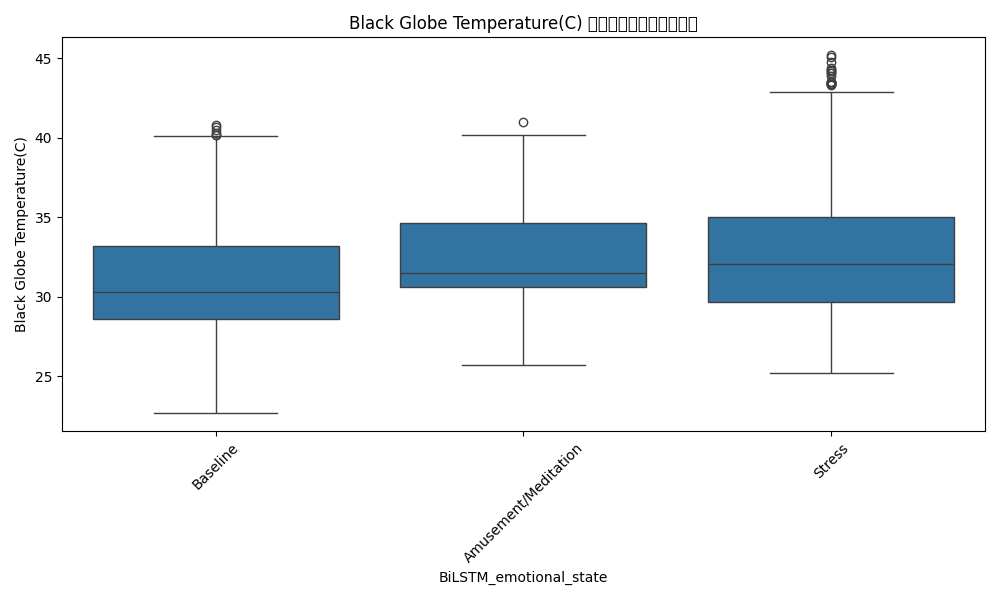 Black Globe Temperature(C)
Black Globe Temperature(C)
45
40
35
30
25
Baseline
Amusement/Meditation
Stress
BiLSTM_emotional_state